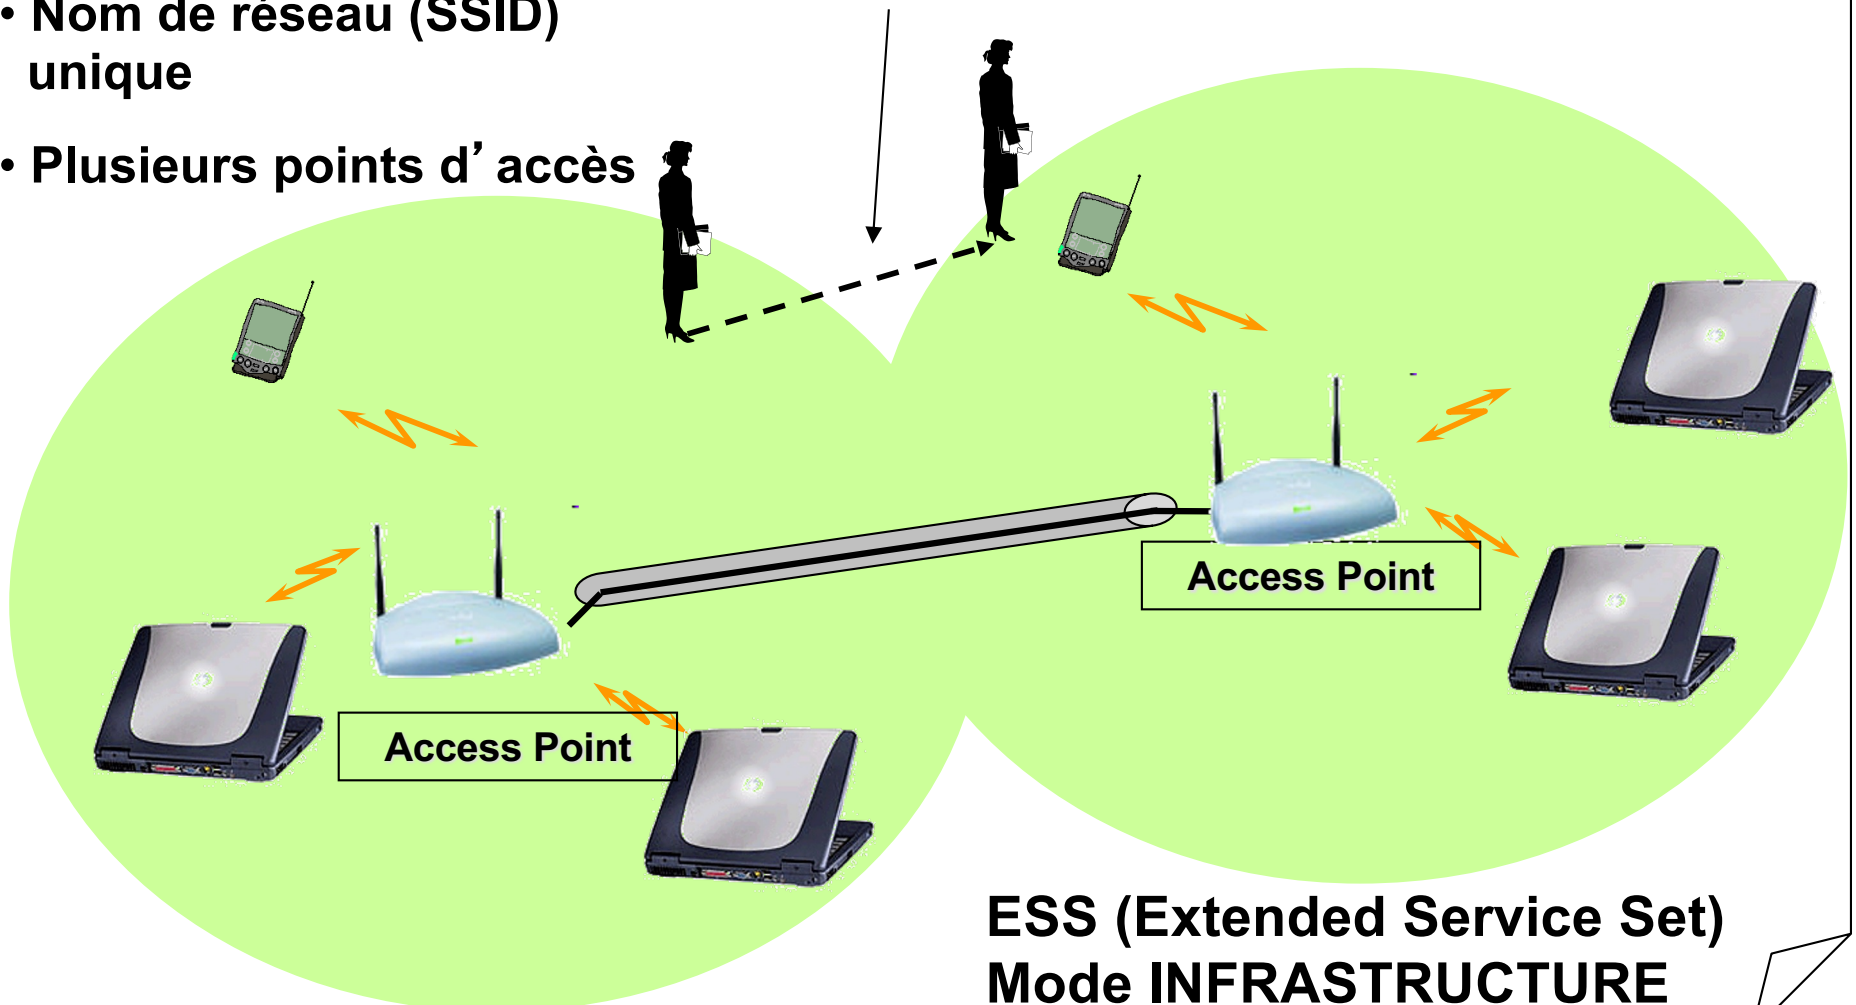 • Nom de réseau (SSID)
unique
• Plusieurs points d’ accès
Access Point
Access Point
ESS (Extended Service Set)
Mode INFRASTRUCTURE